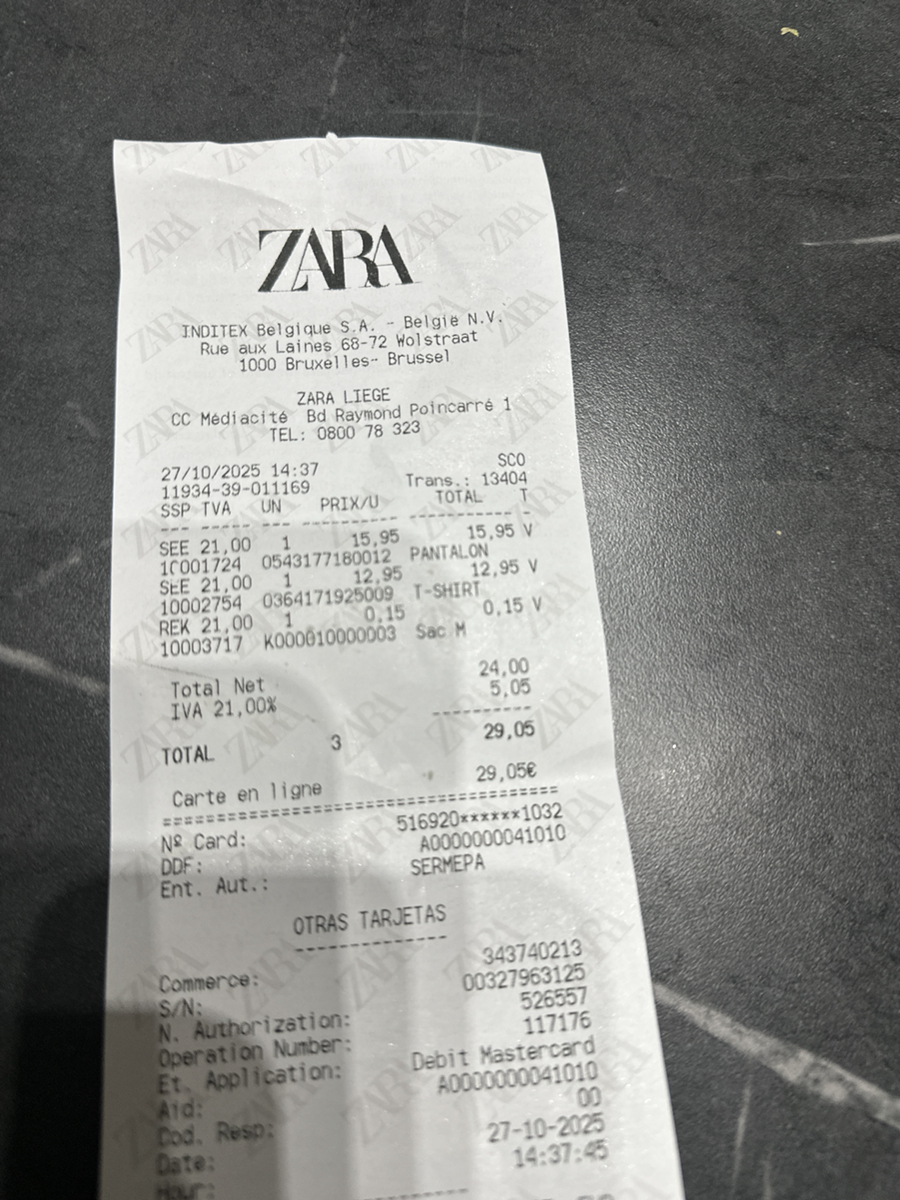 ZARA
INDITEX Belgique S.A. - België N.V.
Rue aux Laines 68-72 Wolstraat
1000 Bruxelles- Brussel
ZARA LIEGE
CC Médiacité Bd Raymond Poincarré 1
TEL: 0800 78 323
SCO
27/10/2025 14:37 Trans.: 13404
11934-39-011169
SSP TVA UN PRIX/U TOTAL T
SEE 21,00 1 15,95 15,95 V
10001724 0543177180012 PANTALON
SEE 21,00 1 12,95 12,95 V
10002754 0364171925009 T-SHIRT
REK 21,00 1 0,15 0,15 V
10003717 K000010000003 Sac M
Total Net 24,00
IVA 21,00% 5,05
TOTAL 3 29,05
Carte en ligne 29,05€
Nº Card: 516920******1032
DDF: A0000000041010
Ent. Aut.: SERMEPA
OTRAS TARJETAS
Commerce: 343740213
S/N: 00327963125
N. Authorization: 526557
Operation Number: 117176
Et. Application: Debit Mastercard
Aid: A0000000041010
Cod. Resp: 00
Date: 27-10-2025
Hour: 14:37:45